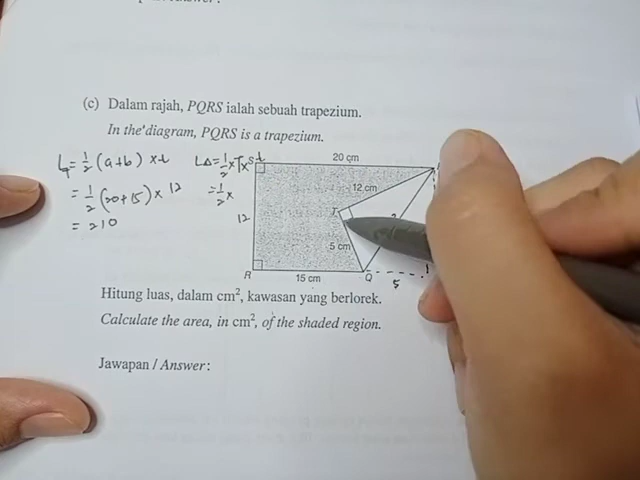 (c) Dalam rajah, PQRS ialah sebuah trapezium.
In the diagram, PQRS is a trapezium.
L = 1/2 (a+b) × t
= 1/2 (20+15) × 12
= 210
LΔ = 1/2 × T × t
= 1/2 ×
S
20 cm
12 cm
T
12
5 cm
R
15 cm
Q
5
Hitung luas, dalam cm², kawasan yang berlorek.
Calculate the area, in cm², of the shaded region.
Jawapan / Answer: